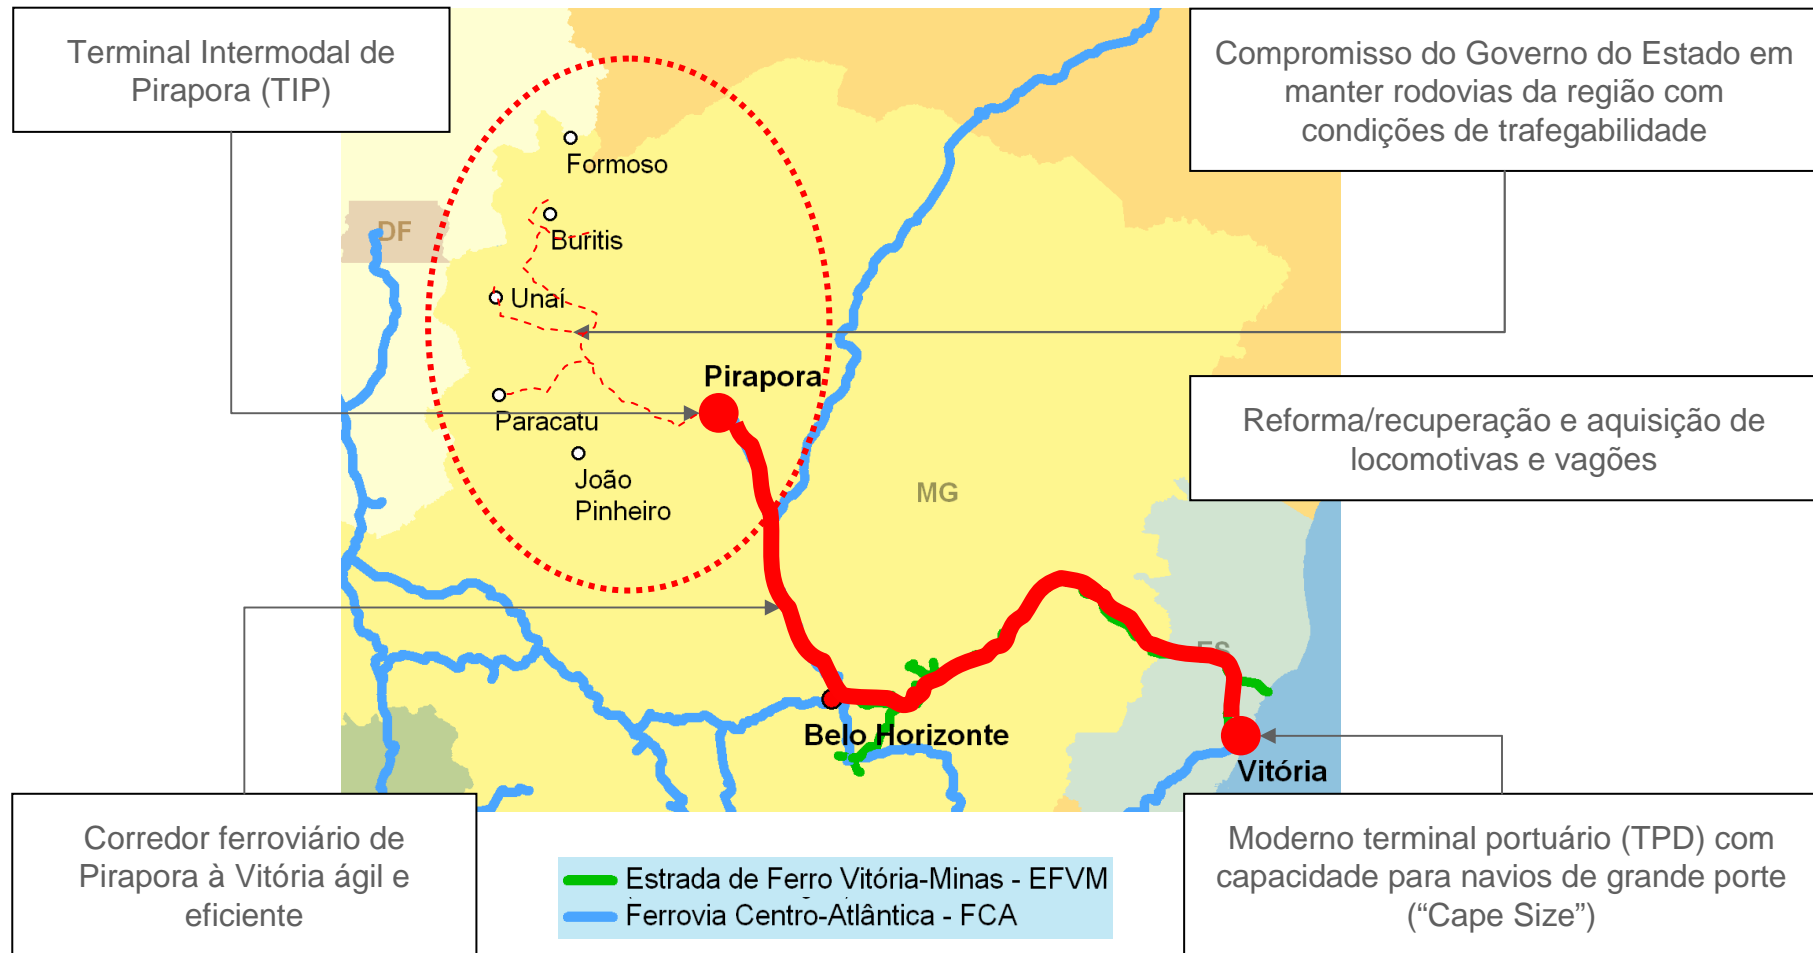 Terminal Intermodal de
Pirapora (TIP)
Compromisso do Governo do Estado em
manter rodovias da região com
condições de trafegabilidade
Formoso
DF
Buritis
Unaí
Pirapora
Paracatu
João
Pinheiro
MG
Reforma/recuperação e aquisição de
locomotivas e vagões
ES
Belo Horizonte
Vitória
Corredor ferroviário de
Pirapora à Vitória ágil e
eficiente
Estrada de Ferro Vitória-Minas - EFVM
Ferrovia Centro-Atlântica - FCA
Moderno terminal portuário (TPD) com
capacidade para navios de grande porte
(“Cape Size”)